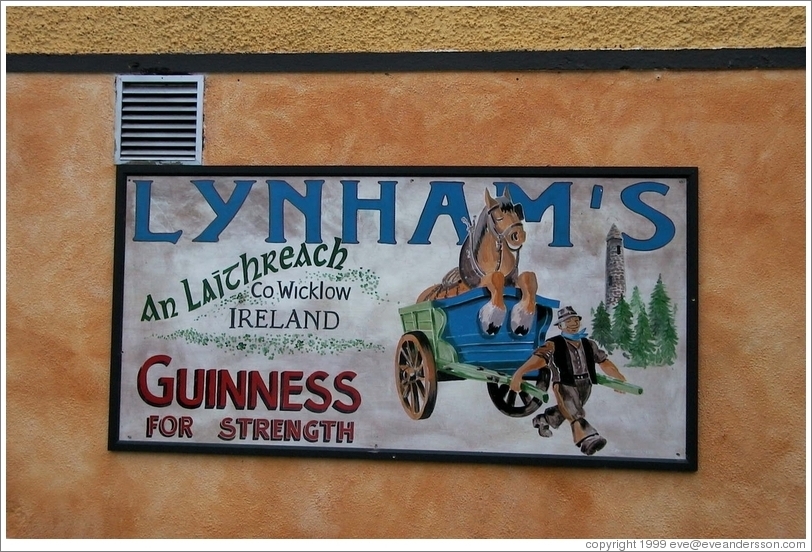 LYNHAM'S
An Laithreach
Co Wicklow
IRELAND
GUINNESS
FOR STRENGTH
copyright 1999 eve@eveandersson.com